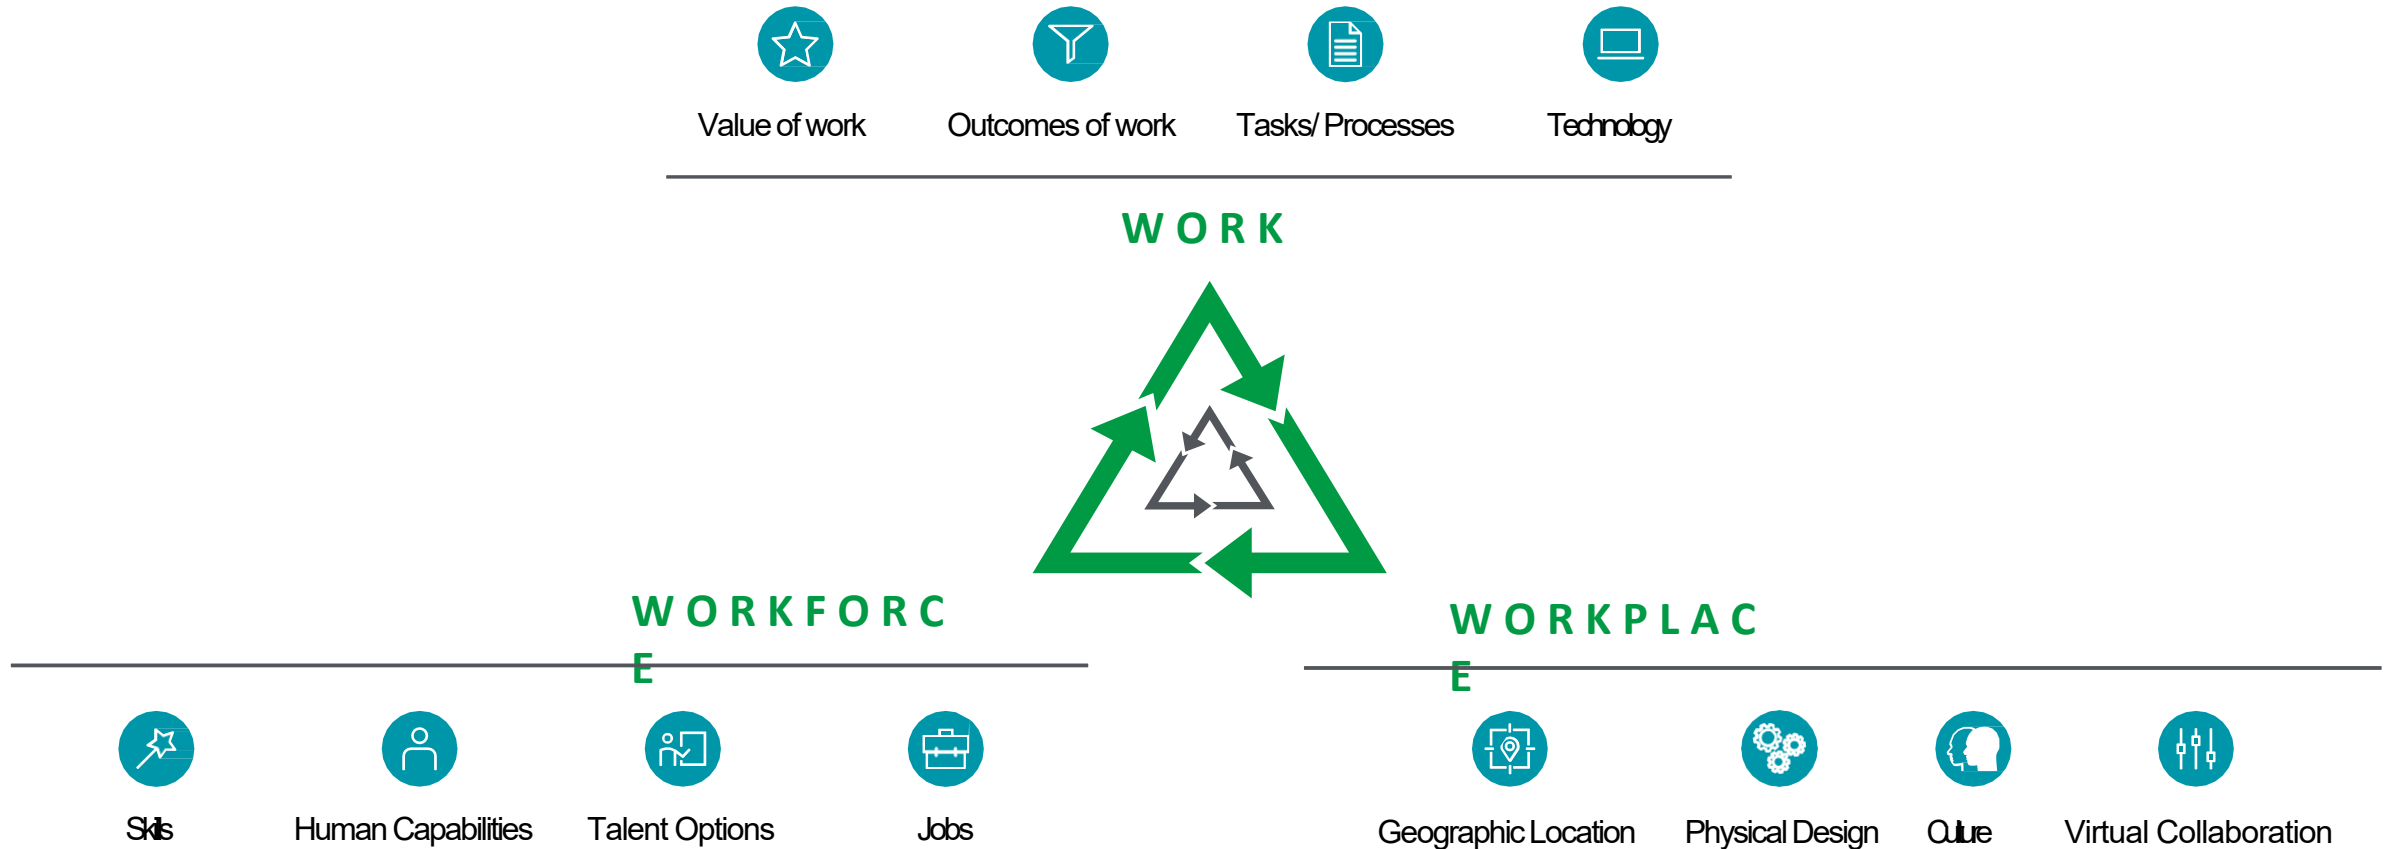 Value of work
Outcomes of work
Tasks/ Processes
Technology
WORK
WORKFORC
E
WORKPLAC
E
Skills
Human Capabilities
Talent Options
Jobs
Geographic Location
Physical Design
Culture
Virtual Collaboration